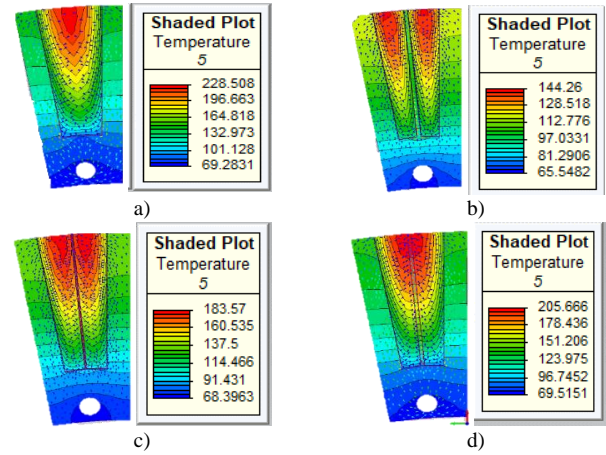 Shaded Plot
Temperature
5
228.508
196.663
164.818
132.973
101.128
69.2831
a)
Shaded Plot
Temperature
5
144.26
128.518
112.776
97.0331
81.2906
65.5482
b)
Shaded Plot
Temperature
5
183.57
160.535
137.5
114.466
91.431
68.3963
c)
Shaded Plot
Temperature
5
205.666
178.436
151.206
123.975
96.7452
69.5151
d)